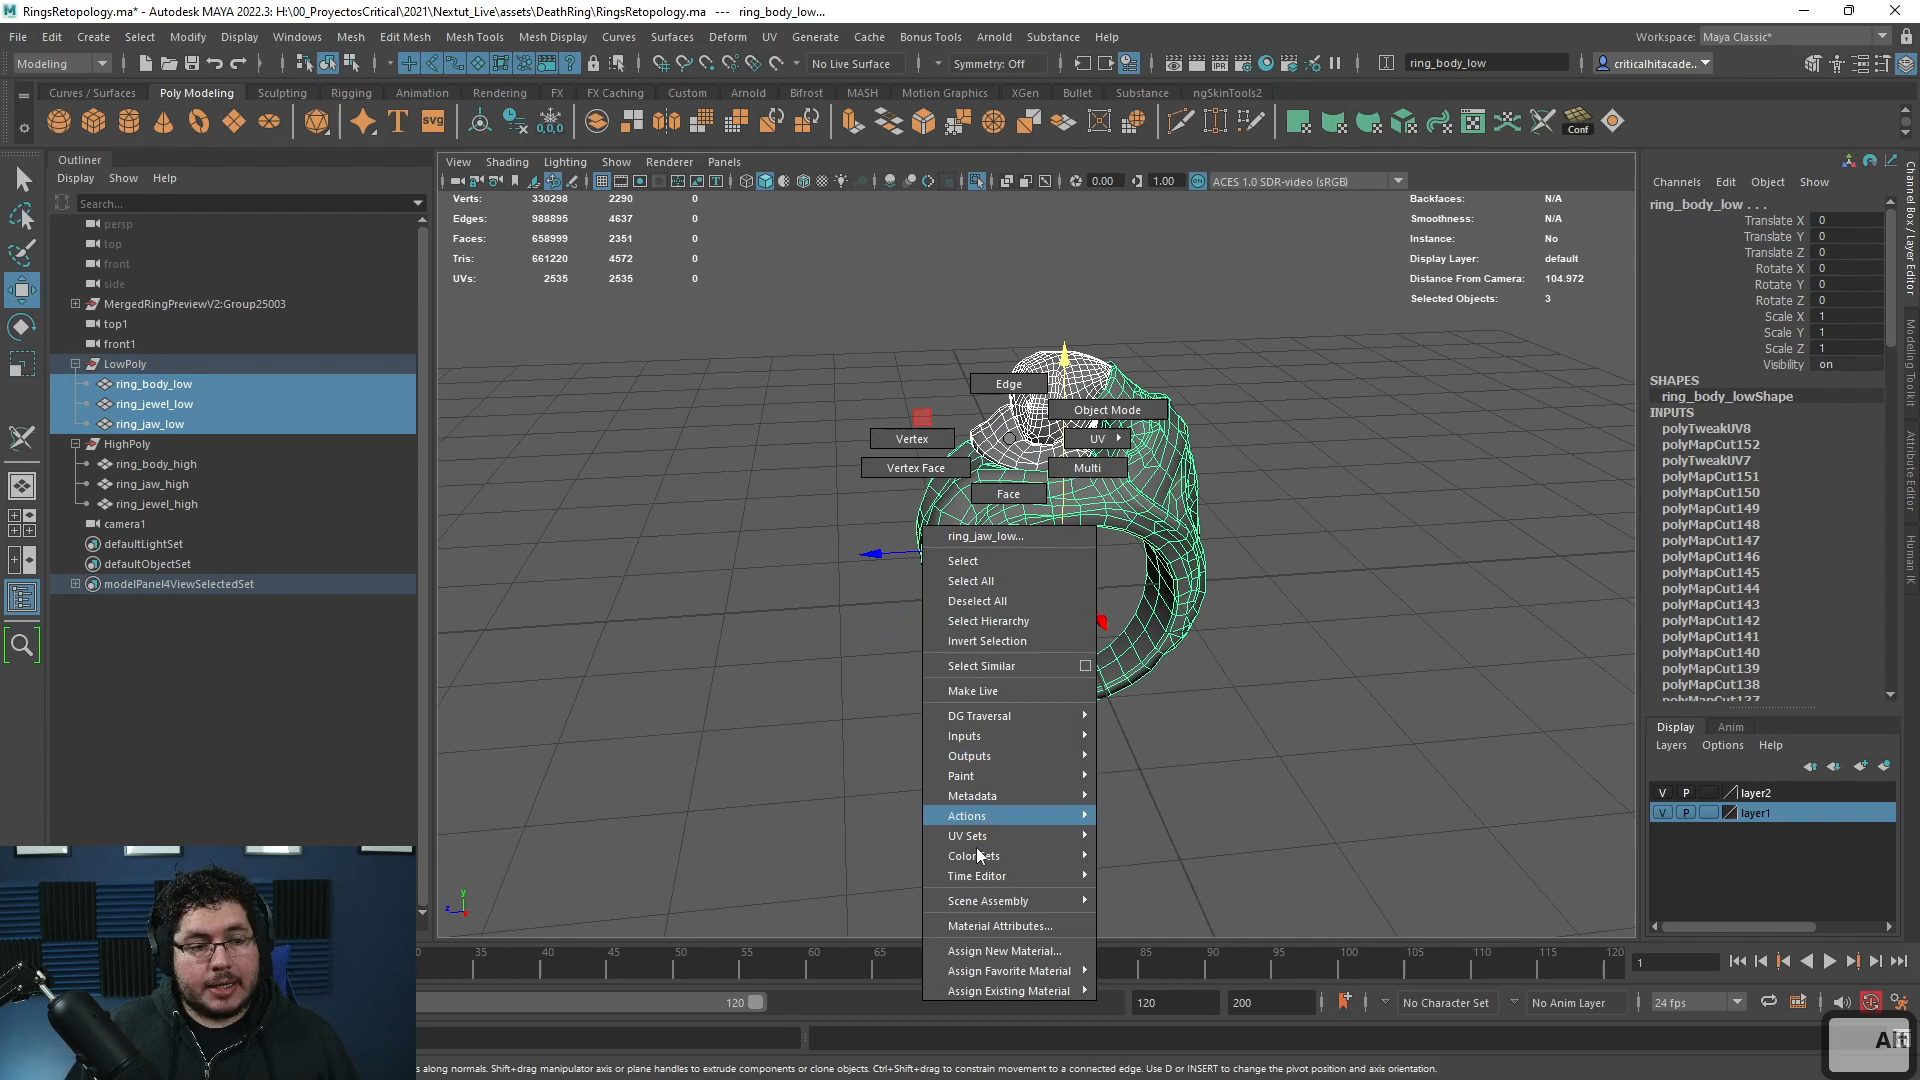 RingsRetopology.ma* - Autodesk MAYA 2022.3: H:\00_ProyectosCritical\2021\Nextut_Live\assets\DeathRing\RingsRetopology.ma --- ring_body_low...
File Edit Create Select Modify Display Windows Mesh Edit Mesh Mesh Tools Mesh Display Curves Surfaces Deform UV Generate Cache Bonus Tools Arnold Substance Help
Workspace: Maya Classic*
Modeling No Live Surface Symmetry: Off ring_body_low criticalhitacade..
Curves / Surfaces Poly Modeling Sculpting Rigging Animation Rendering FX FX Caching Custom Arnold Bifrost MASH Motion Graphics XGen Bullet Substance ngSkinTools2
T svg 0,0,0 Conf
Outliner
Display Show Help
Search...
persp
top
front
side
MergedRingPreviewV2:Group25003
top1
front1
LowPoly
ring_body_low
ring_jewel_low
ring_jaw_low
HighPoly
ring_body_high
ring_jaw_high
ring_jewel_high
camera1
defaultLightSet
defaultObjectSet
modelPanel4ViewSelectedSet
View Shading Lighting Show Renderer Panels
0.00 1.00 ACES 1.0 SDR-video (sRGB)
Verts: 330298 2290 0
Edges: 988895 4637 0
Faces: 658999 2351 0
Tris: 661220 4572 0
UVs: 2535 2535 0
Backfaces: N/A
Smoothness: N/A
Instance: No
Display Layer: default
Distance From Camera: 104.972
Selected Objects: 3
Edge
Object Mode
Vertex
UV
Vertex Face
Multi
Face
ring_jaw_low...
Select
Select All
Deselect All
Select Hierarchy
Invert Selection
Select Similar
Make Live
DG Traversal
Inputs
Outputs
Paint
Metadata
Actions
UV Sets
Time Editor
Scene Assembly
Material Attributes...
Assign New Material...
Assign Favorite Material
Assign Existing Material
y
z
Channels Edit Object Show
ring_body_low . . .
Translate X 0
Translate Y 0
Translate Z 0
Rotate X 0
Rotate Y 0
Rotate Z 0
Scale X 1
Scale Y 1
Scale Z 1
Visibility on
SHAPES
ring_body_lowShape
INPUTS
polyTweakUV8
polyMapCut152
polyTweakUV7
polyMapCut151
polyMapCut150
polyMapCut149
polyMapCut148
polyMapCut147
polyMapCut146
polyMapCut145
polyMapCut144
polyMapCut143
polyMapCut142
polyMapCut141
polyMapCut140
polyMapCut139
polyMapCut138
polyMapCut137
Channel Box / Layer Editor
Modeling Toolkit
Attribute Editor
Human IK
Display Anim
Layers Options Help
V P layer2
V P layer1
35 40 45 50 55 60 65 85 90 95 100 105 110 115 120
1
120 120 200 No Character Set No Anim Layer 24 fps
Alt
s along normals. Shift+drag manipulator axis or plane handles to extrude components or clone objects. Ctrl+Shift+drag to constrain movement to a connected edge. Use D or INSERT to change the pivot position and axis orientation.